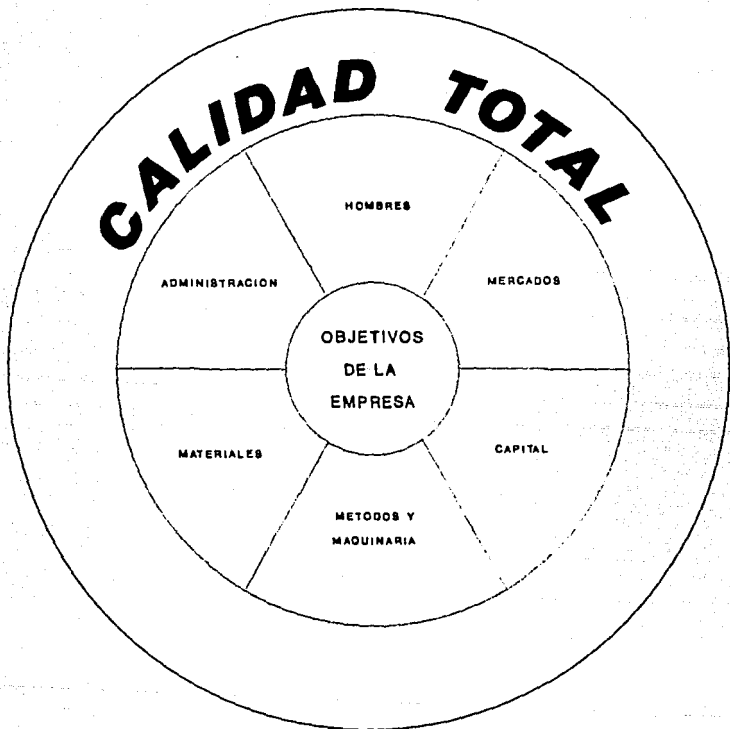 CALIDAD TOTAL
HOMBRES
ADMINISTRACION
MERCADOS
OBJETIVOS
DE LA
EMPRESA
MATERIALES
CAPITAL
METODOS Y
MAQUINARIA